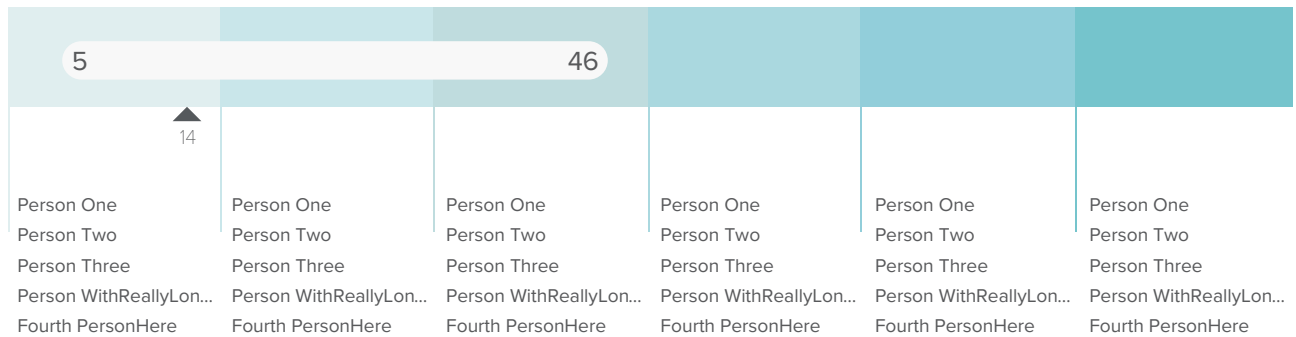 5 46
14
Person One Person One Person One Person One Person One Person One
Person Two Person Two Person Two Person Two Person Two Person Two
Person Three Person Three Person Three Person Three Person Three Person Three
Person WithReallyLon... Person WithReallyLon... Person WithReallyLon... Person WithReallyLon... Person WithReallyLon... Person WithReallyLon...
Fourth PersonHere Fourth PersonHere Fourth PersonHere Fourth PersonHere Fourth PersonHere Fourth PersonHere